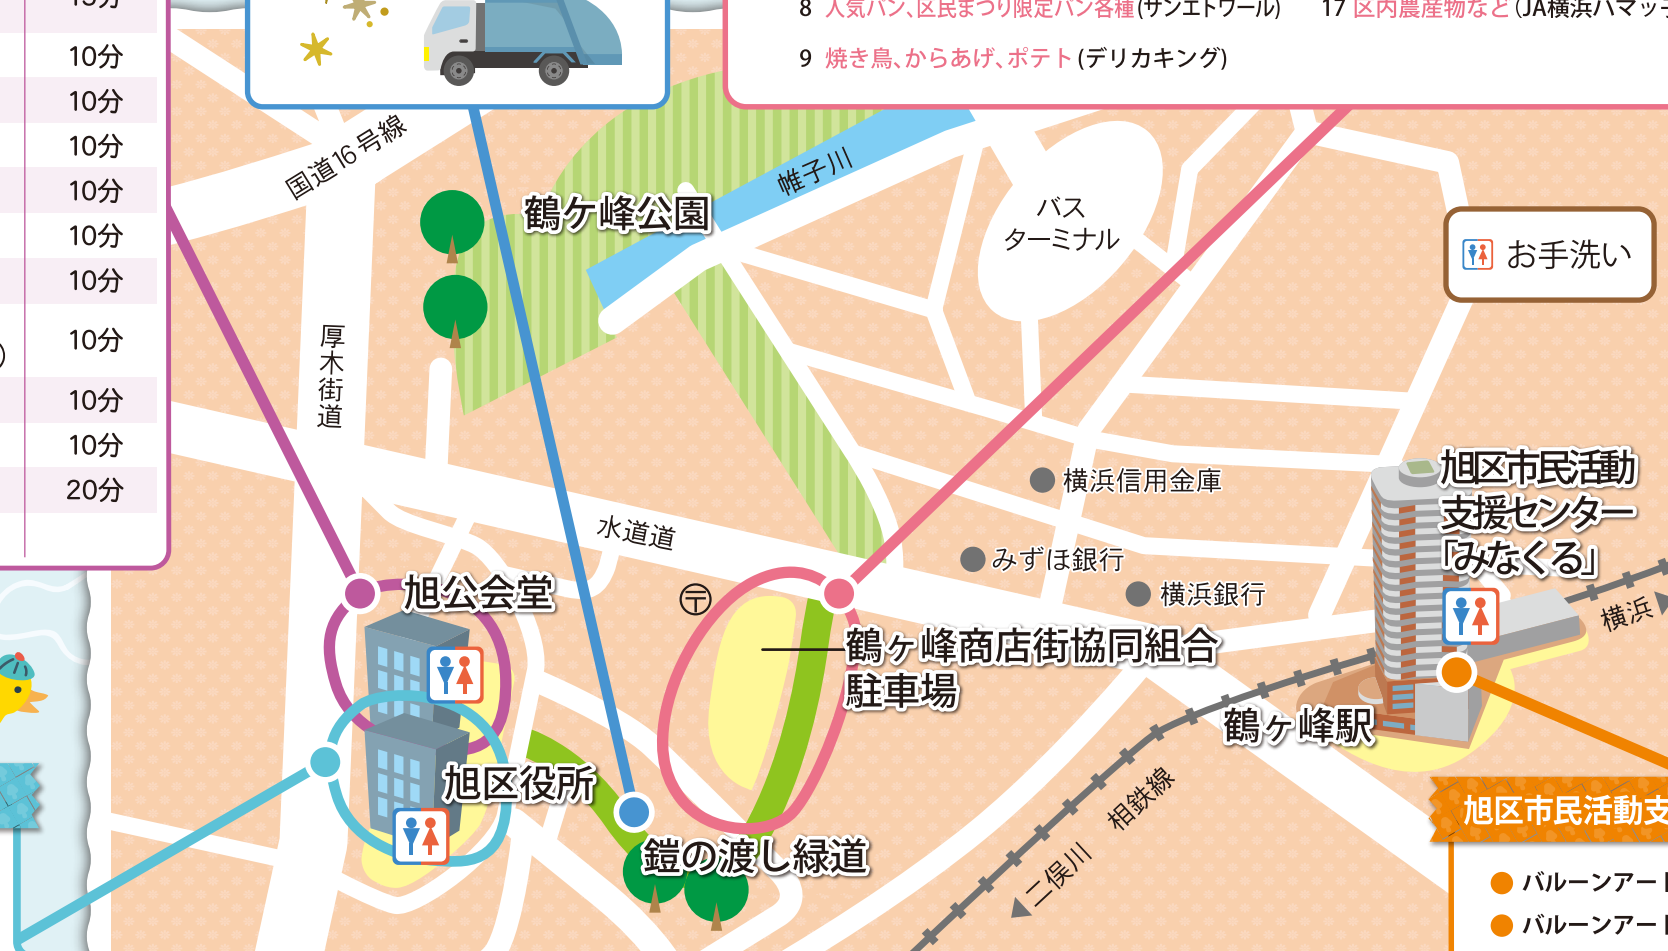 10分
10分
10分
10分
10分
10分
10分
10分
10分
20分
8 人気パン、区民まつり限定パン各種(サンエトワール)
17 区内農産物など(JA横浜ハマッ
9 焼き鳥、からあげ、ポテト(デリカキング)
国道16号線
鶴ケ峰公園
帷子川
バス
ターミナル
お手洗い
厚木街道
水道道
横浜信用金庫
みずほ銀行
横浜銀行
旭区市民活動
支援センター
「みなくる」
横浜
旭公会堂
〒
鶴ヶ峰商店街協同組合
駐車場
鶴ヶ峰駅
旭区役所
相鉄線
二俣川
鎧の渡し緑道
旭区市民活動支
バルーンアート
バルーンアート